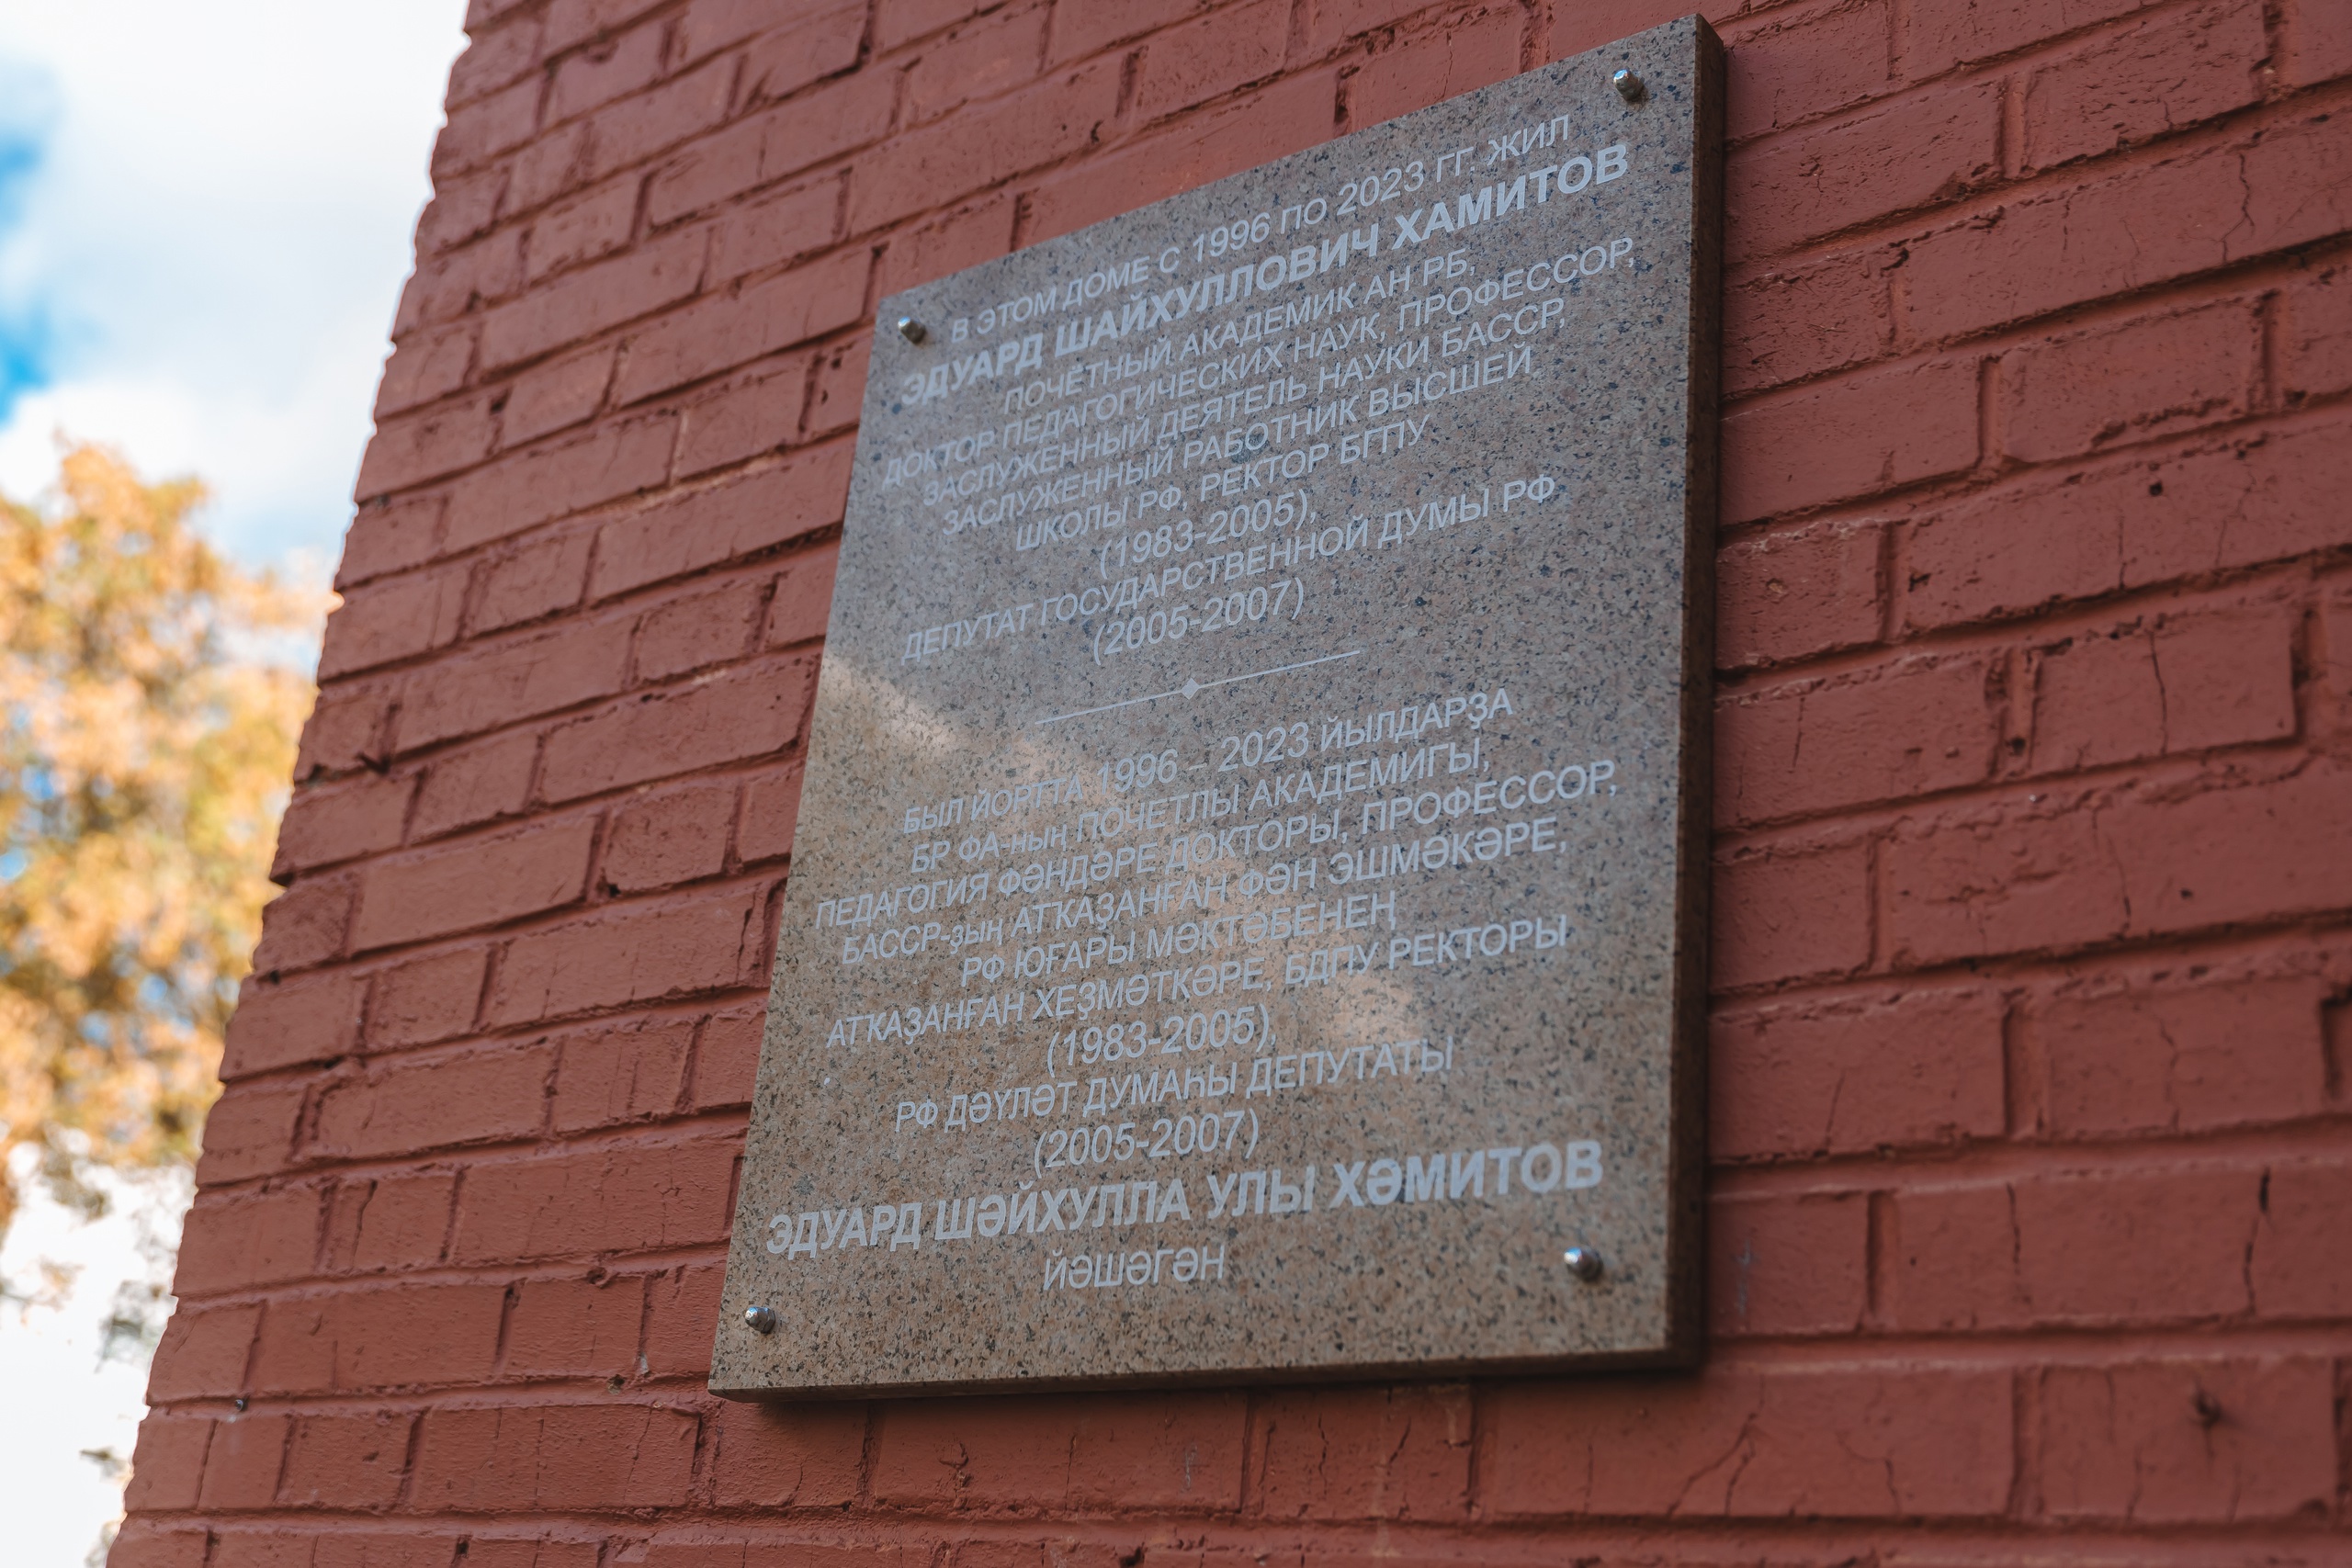 В ЭТОМ ДОМЕ С 1996 ПО 2023 ГГ. ЖИЛ
ЭДУАРД ШАЙХУЛЛОВИЧ ХАМИТОВ
ПОЧЁТНЫЙ АКАДЕМИК АН РБ,
ДОКТОР ПЕДАГОГИЧЕСКИХ НАУК, ПРОФЕССОР,
ЗАСЛУЖЕННЫЙ ДЕЯТЕЛЬ НАУКИ БАССР,
ЗАСЛУЖЕННЫЙ РАБОТНИК ВЫСШЕЙ
ШКОЛЫ РФ, РЕКТОР БГПУ
(1983-2005),
ДЕПУТАТ ГОСУДАРСТВЕННОЙ ДУМЫ РФ
(2005-2007)
БЫЛ ЙОРТТА 1996 – 2023 ЙЫЛДАРҘА
БР ФА-ның ПОЧЕТЛЫ АКАДЕМИГЫ,
ПЕДАГОГИЯ ФӘНДӘРЕ ДОКТОРЫ, ПРОФЕССОР,
БАССР-зың АТҠАҘАНҒАН ФӘН ЭШМӘКӘРЕ,
РФ ЮҒАРЫ МӘКТӘБЕНЕҢ
АТҠАҘАНҒАН ХЕҘМӘТКӘРЕ, БДПУ РЕКТОРЫ
(1983-2005),
РФ ДӘҮЛӘТ ДУМАҺЫ ДЕПУТАТЫ
(2005-2007)
ЭДУАРД ШӘЙХУЛЛА УЛЫ ХӘМИТОВ
ЙӘШӘГӘН